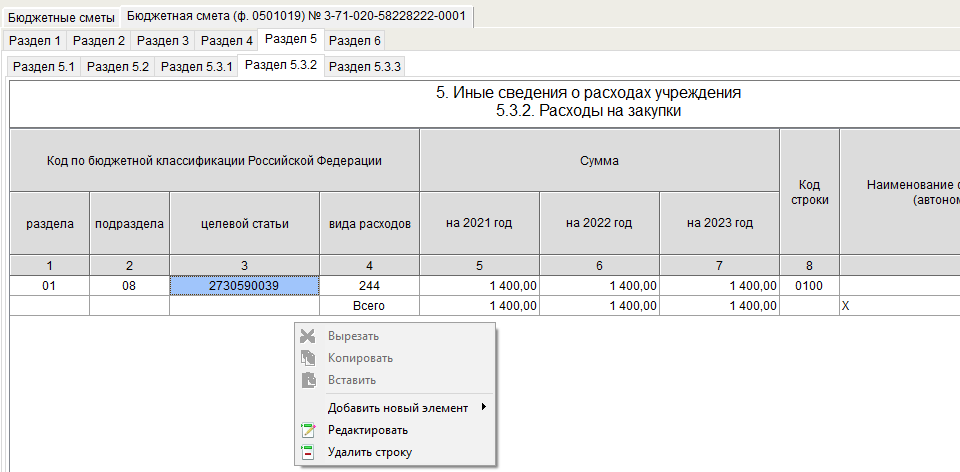 Бюджетные сметы Бюджетная смета (ф. 0501019) № 3-71-020-58228222-0001
Раздел 1 Раздел 2 Раздел 3 Раздел 4 Раздел 5 Раздел 6
Раздел 5.1 Раздел 5.2 Раздел 5.3.1 Раздел 5.3.2 Раздел 5.3.3
5. Иные сведения о расходах учреждения
5.3.2. Расходы на закупки
Код по бюджетной классификации Российской Федерации Сумма Код строки Наименование
(автоном
раздела подраздела целевой статьи вида расходов на 2021 год на 2022 год на 2023 год
1 2 3 4 5 6 7 8
01 08 2730590039 244 1 400,00 1 400,00 1 400,00 0100
Всего 1 400,00 1 400,00 1 400,00 X
Вырезать
Копировать
Вставить
Добавить новый элемент
Редактировать
Удалить строку